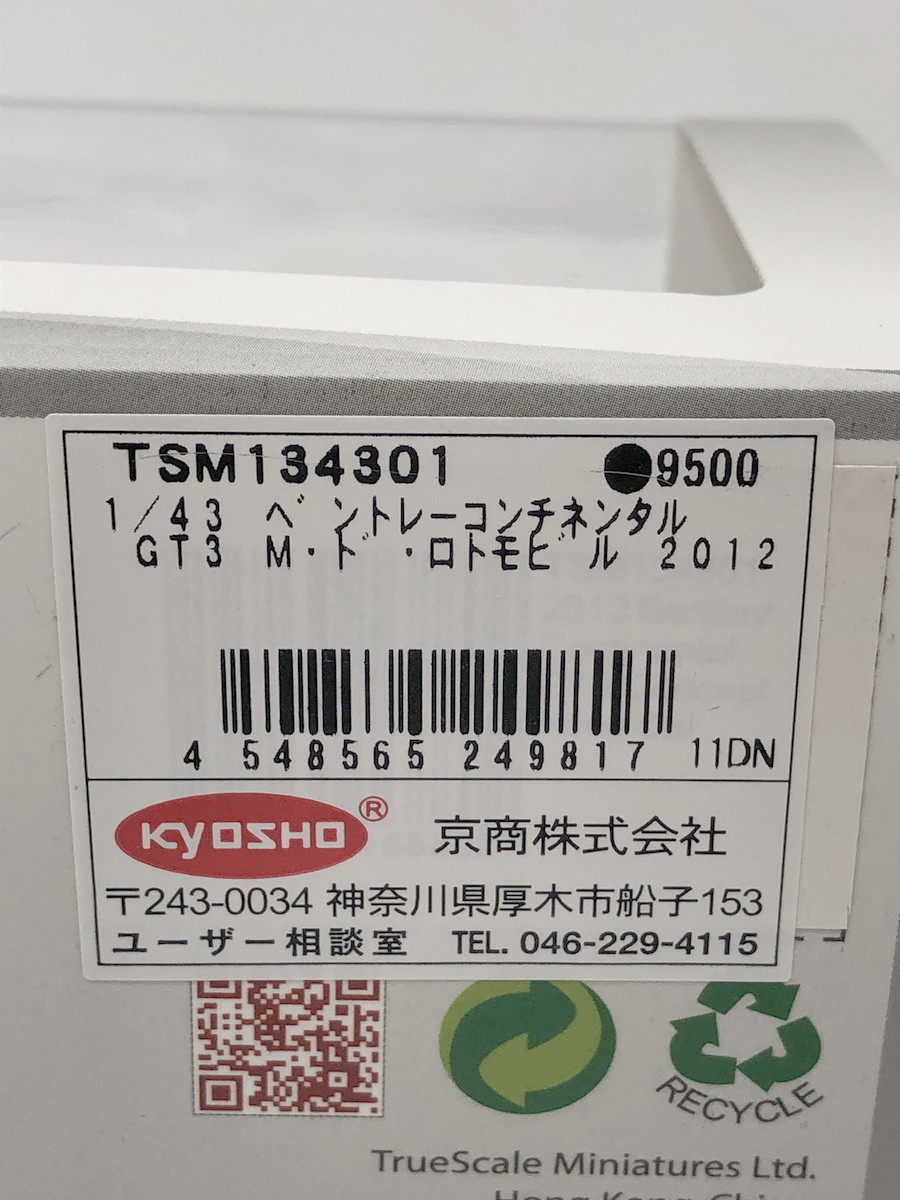 TSM134301 ●9500
1/43 ベントレーコンチネンタル
GT3 M・ド・ロトモビル 2012
4 548565 249817 11DN
KYOSHO® 京商株式会社
〒243-0034 神奈川県厚木市船子153
ユーザー相談室 TEL. 046-229-4115
RECYCLE
TrueScale Miniatures Ltd.